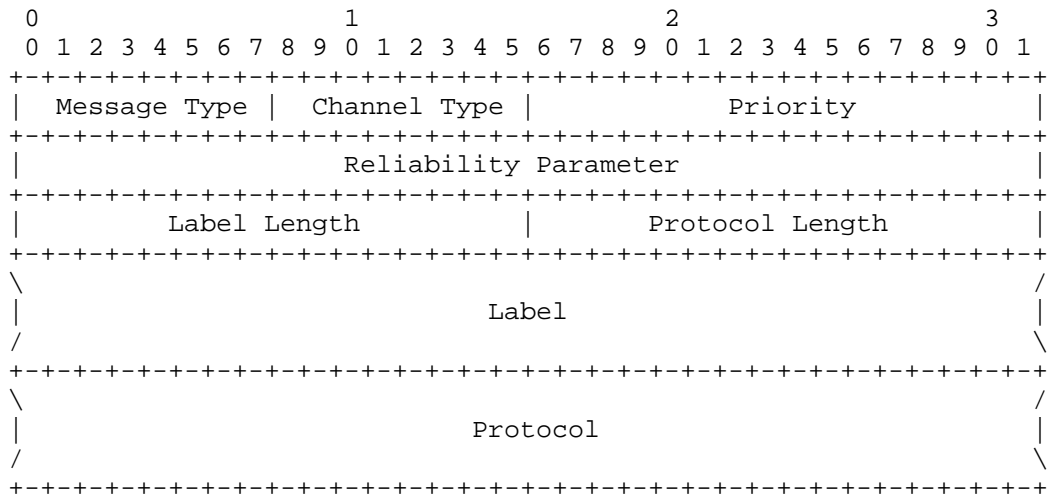 0                   1                   2                   3
 0 1 2 3 4 5 6 7 8 9 0 1 2 3 4 5 6 7 8 9 0 1 2 3 4 5 6 7 8 9 0 1
+-+-+-+-+-+-+-+-+-+-+-+-+-+-+-+-+-+-+-+-+-+-+-+-+-+-+-+-+-+-+-+-+
|  Message Type |  Channel Type |            Priority           |
+-+-+-+-+-+-+-+-+-+-+-+-+-+-+-+-+-+-+-+-+-+-+-+-+-+-+-+-+-+-+-+-+
|                    Reliability Parameter                      |
+-+-+-+-+-+-+-+-+-+-+-+-+-+-+-+-+-+-+-+-+-+-+-+-+-+-+-+-+-+-+-+-+
|         Label Length          |       Protocol Length         |
+-+-+-+-+-+-+-+-+-+-+-+-+-+-+-+-+-+-+-+-+-+-+-+-+-+-+-+-+-+-+-+-+
\                                                               /
|                             Label                             |
/                                                               \
+-+-+-+-+-+-+-+-+-+-+-+-+-+-+-+-+-+-+-+-+-+-+-+-+-+-+-+-+-+-+-+-+
\                                                               /
|                            Protocol                           |
/                                                               \
+-+-+-+-+-+-+-+-+-+-+-+-+-+-+-+-+-+-+-+-+-+-+-+-+-+-+-+-+-+-+-+-+